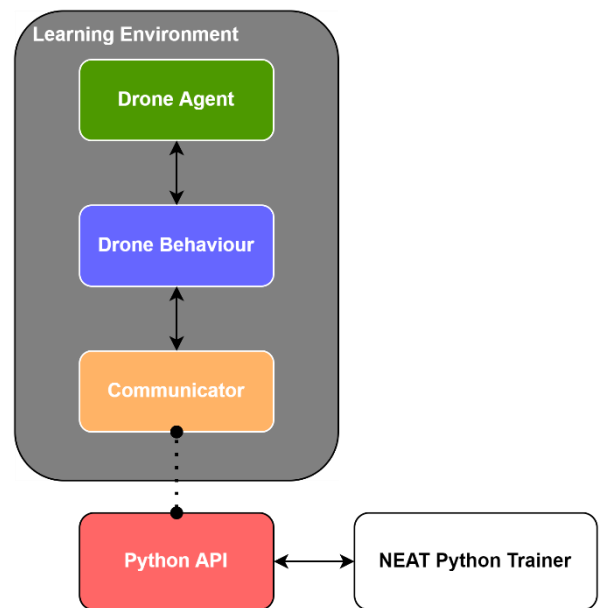 Learning Environment
Drone Agent
Drone Behaviour
Communicator
Python API
NEAT Python Trainer